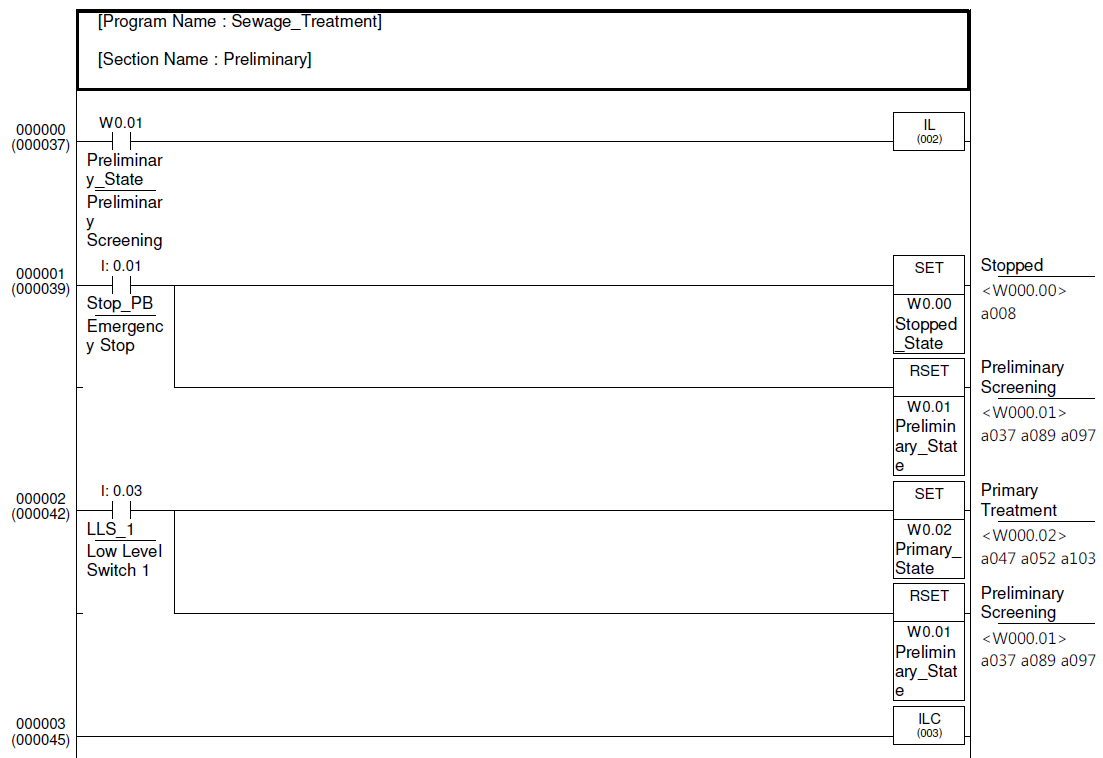 [Program Name : Sewage_Treatment]
[Section Name : Preliminary]
000000
(000037)
W0.01
Preliminar
y_State
Preliminar
y
Screening
IL
(002)
000001
(000039)
I: 0.01
Stop_PB
Emergenc
y Stop
SET
W0.00
Stopped
_State
Stopped
<W000.00>
a008
RSET
W0.01
Prelimin
ary_Stat
e
Preliminary
Screening
<W000.01>
a037 a089 a097
000002
(000042)
I: 0.03
LLS_1
Low Level
Switch 1
SET
W0.02
Primary_
State
Primary
Treatment
<W000.02>
a047 a052 a103
RSET
W0.01
Prelimin
ary_Stat
e
Preliminary
Screening
<W000.01>
a037 a089 a097
000003
(000045)
ILC
(003)